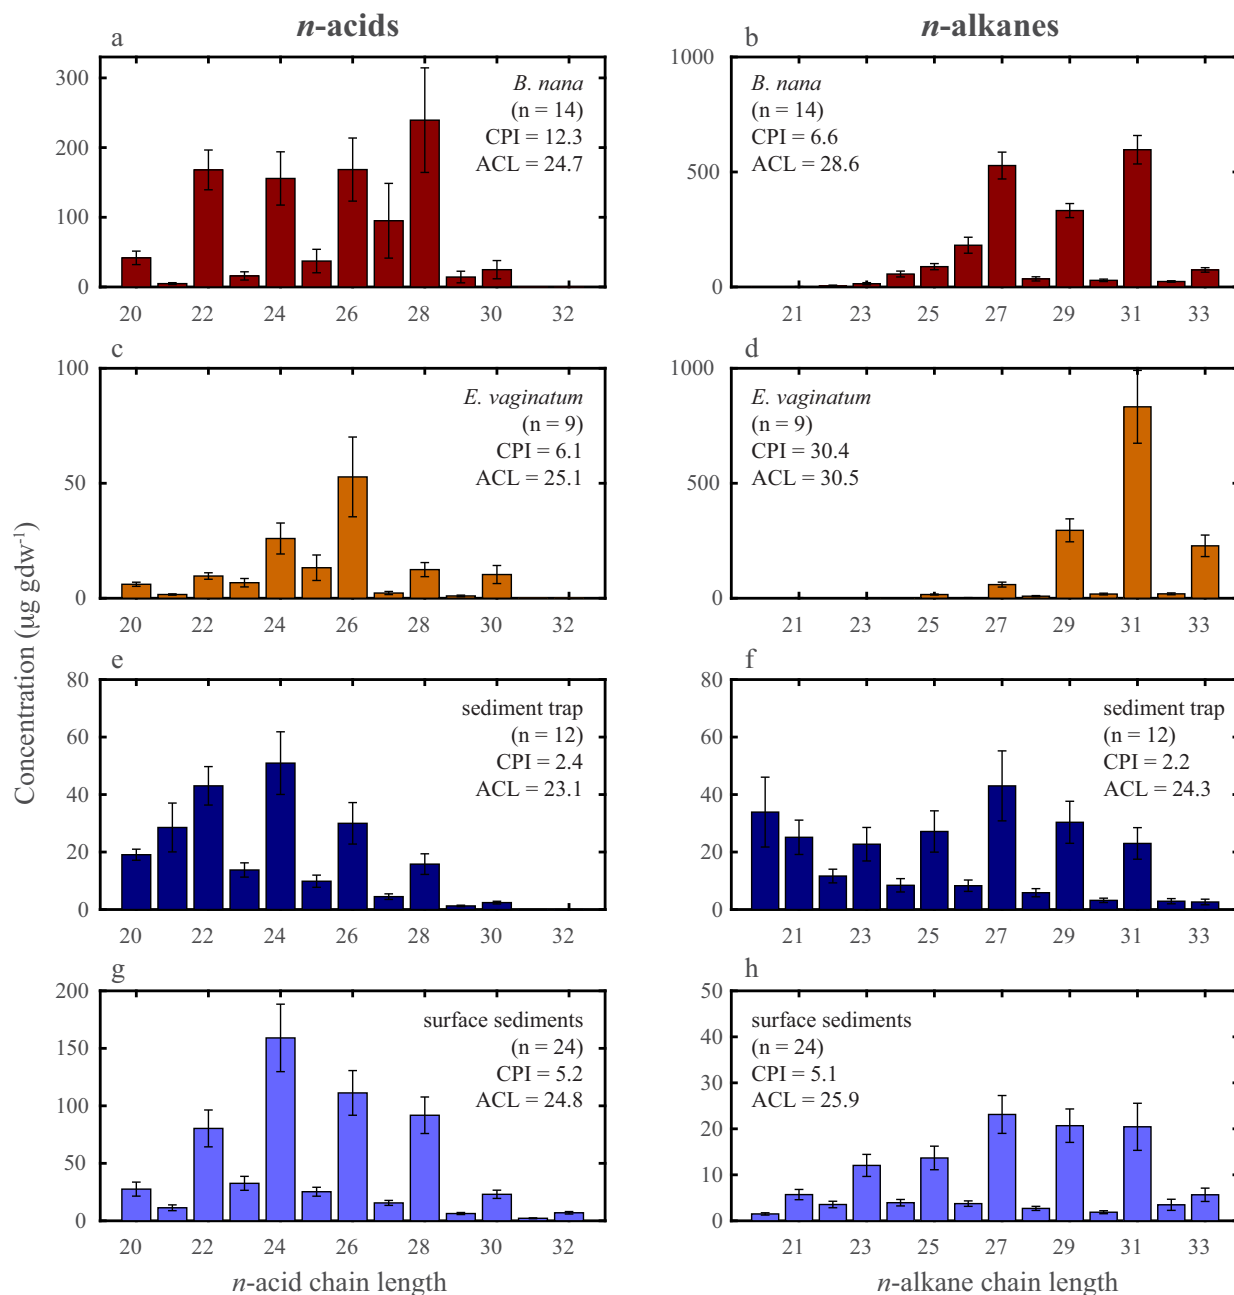 n-acids
n-alkanes
Concentration (µg gdw⁻¹)
a
300
200
100
0
B. nana
(n = 14)
CPI = 12.3
ACL = 24.7
20 22 24 26 28 30 32
b
1000
500
0
B. nana
(n = 14)
CPI = 6.6
ACL = 28.6
21 23 25 27 29 31 33
c
100
50
0
E. vaginatum
(n = 9)
CPI = 6.1
ACL = 25.1
20 22 24 26 28 30 32
d
1000
500
0
E. vaginatum
(n = 9)
CPI = 30.4
ACL = 30.5
21 23 25 27 29 31 33
e
80
60
40
20
0
sediment trap
(n = 12)
CPI = 2.4
ACL = 23.1
20 22 24 26 28 30 32
f
80
60
40
20
0
sediment trap
(n = 12)
CPI = 2.2
ACL = 24.3
21 23 25 27 29 31 33
g
200
150
100
50
0
surface sediments
(n = 24)
CPI = 5.2
ACL = 24.8
20 22 24 26 28 30 32
n-acid chain length
h
50
40
30
20
10
0
surface sediments
(n = 24)
CPI = 5.1
ACL = 25.9
21 23 25 27 29 31 33
n-alkane chain length